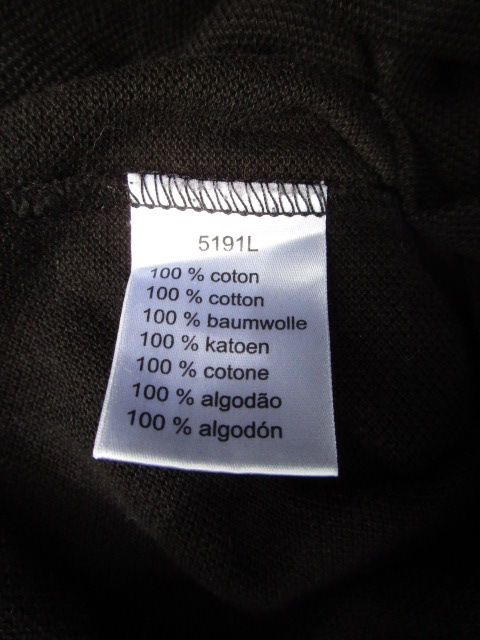 5191L
100 % coton
100 % cotton
100 % baumwolle
100 % katoen
100 % cotone
100 % algodão
100 % algodón